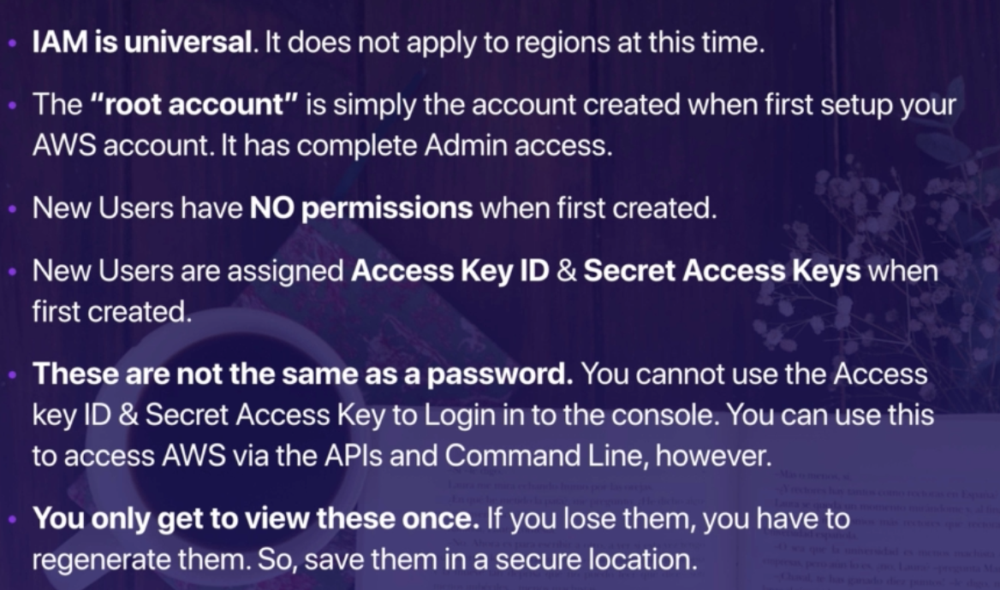 IAM is universal. It does not apply to regions at this time.
The “root account” is simply the account created when first setup your
AWS account. It has complete Admin access.
New Users have NO permissions when first created.
New Users are assigned Access Key ID & Secret Access Keys when
first created.
These are not the same as a password. You cannot use the Access
key ID & Secret Access Key to Login in to the console. You can use this
to access AWS via the APIs and Command Line, however.
You only get to view these once. If you lose them, you have to
regenerate them. So, save them in a secure location.